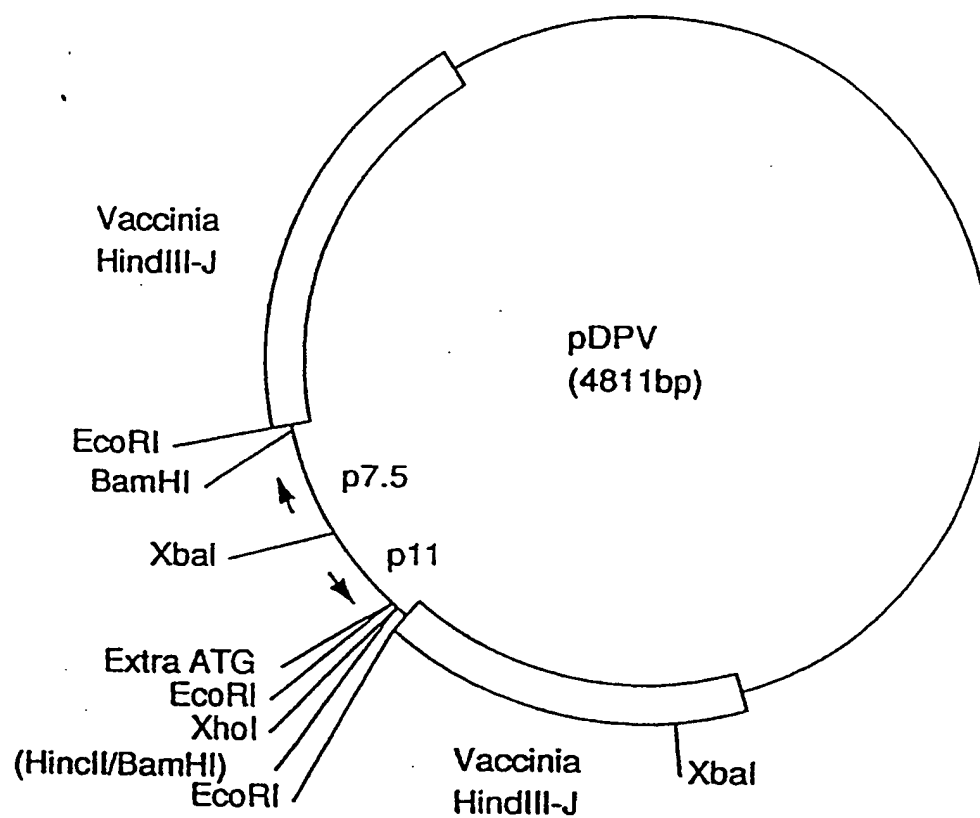 Vaccinia
HindIII-J
pDPV
(4811bp)
EcoRI
BamHI
p7.5
XbaI
p11
Extra ATG
EcoRI
XhoI
(HincII/BamHI)
EcoRI
Vaccinia
HindIII-J
XbaI